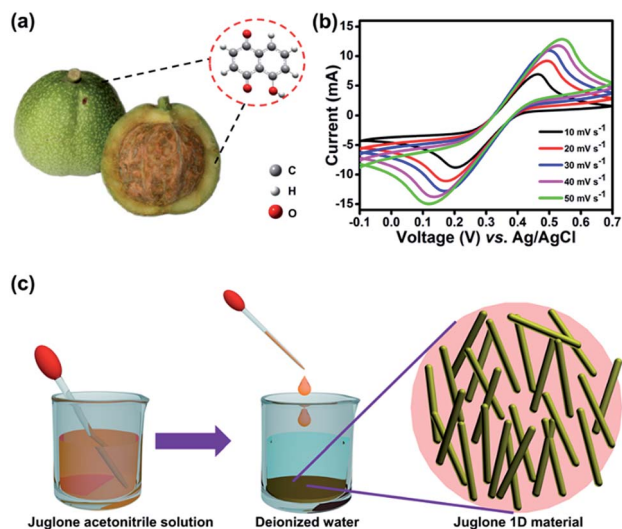 (a)
C
H
O
(b)
Current (mA)
15
10
5
0
-5
-10
-15
-0.1 0.0 0.1 0.2 0.3 0.4 0.5 0.6 0.7
Voltage (V) vs. Ag/AgCl
10 mV s⁻¹
20 mV s⁻¹
30 mV s⁻¹
40 mV s⁻¹
50 mV s⁻¹
(c)
Juglone acetonitrile solution
Deionized water
Juglone 1D material